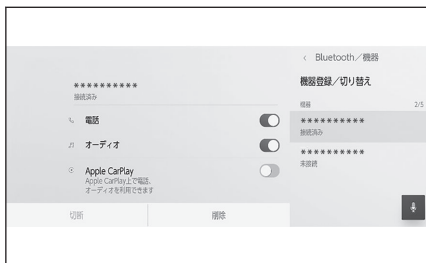 **********
接続済み
電話
オーディオ
Apple CarPlay
Apple CarPlay上で電話、
オーディオを利用できます
切断
削除
< Bluetooth／機器
機器登録／切り替え
機器 2/5
**********
接続済み
**********
未接続